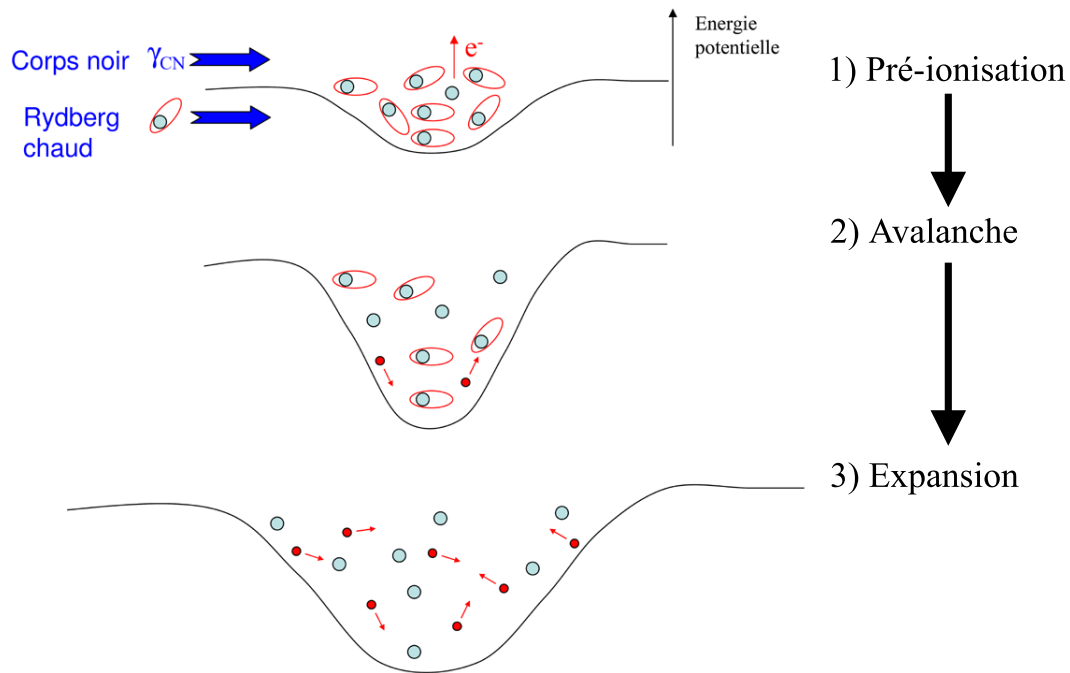 Energie
potentielle
Corps noir γCN
e-
1) Pré-ionisation
Rydberg
chaud
2) Avalanche
3) Expansion